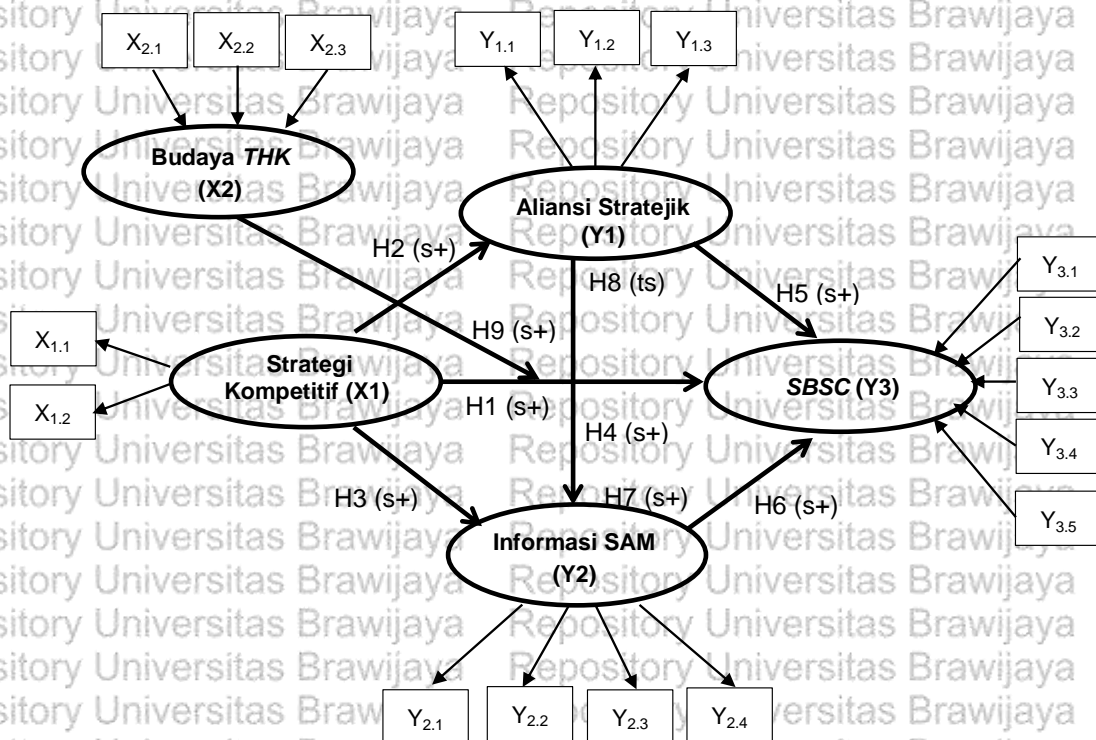 X2.1
X2.2
X2.3
Y1.1
Y1.2
Y1.3
Budaya THK
(X2)
Aliansi Stratejik
(Y1)
H2 (s+)
H8 (ts)
H5 (s+)
Y3.1
Y3.2
Y3.3
Y3.4
Y3.5
X1.1
X1.2
H9 (s+)
Strategi
Kompetitif (X1)
SBSC (Y3)
H1 (s+)
H4 (s+)
H3 (s+)
H7 (s+)
H6 (s+)
Informasi SAM
(Y2)
Y2.1
Y2.2
Y2.3
Y2.4
Repository Universitas Brawijaya